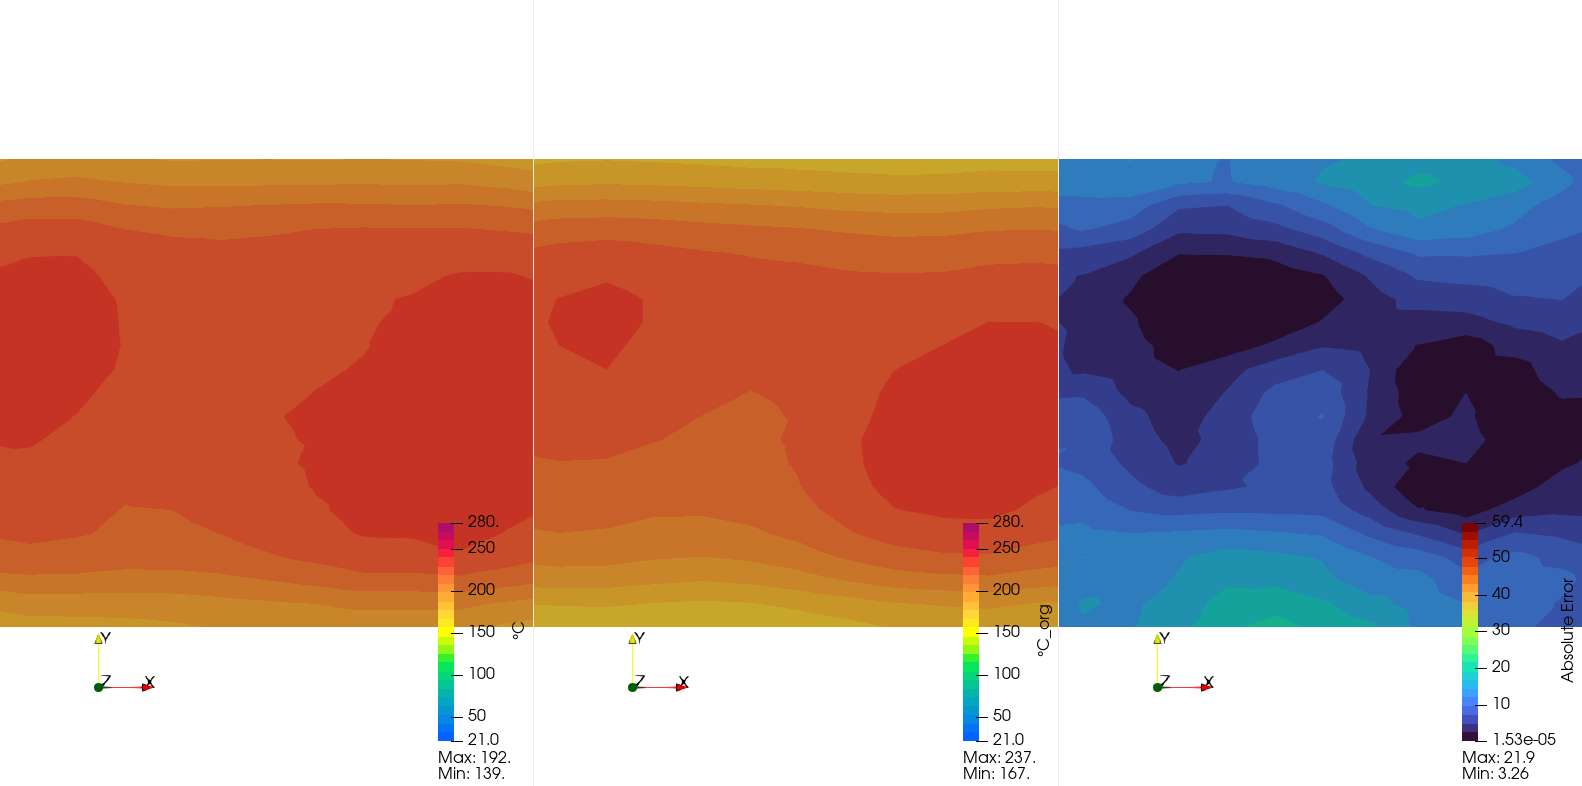 280.
250
200
150
100
50
21.0
°C
Max: 192.
Min: 139.
Y
Z
X
280.
250
200
150
100
50
21.0
°C_org
Max: 237.
Min: 167.
Y
Z
X
59.4
50
40
30
20
10
1.53e-05
Absolute Error
Max: 21.9
Min: 3.26
Y
Z
X